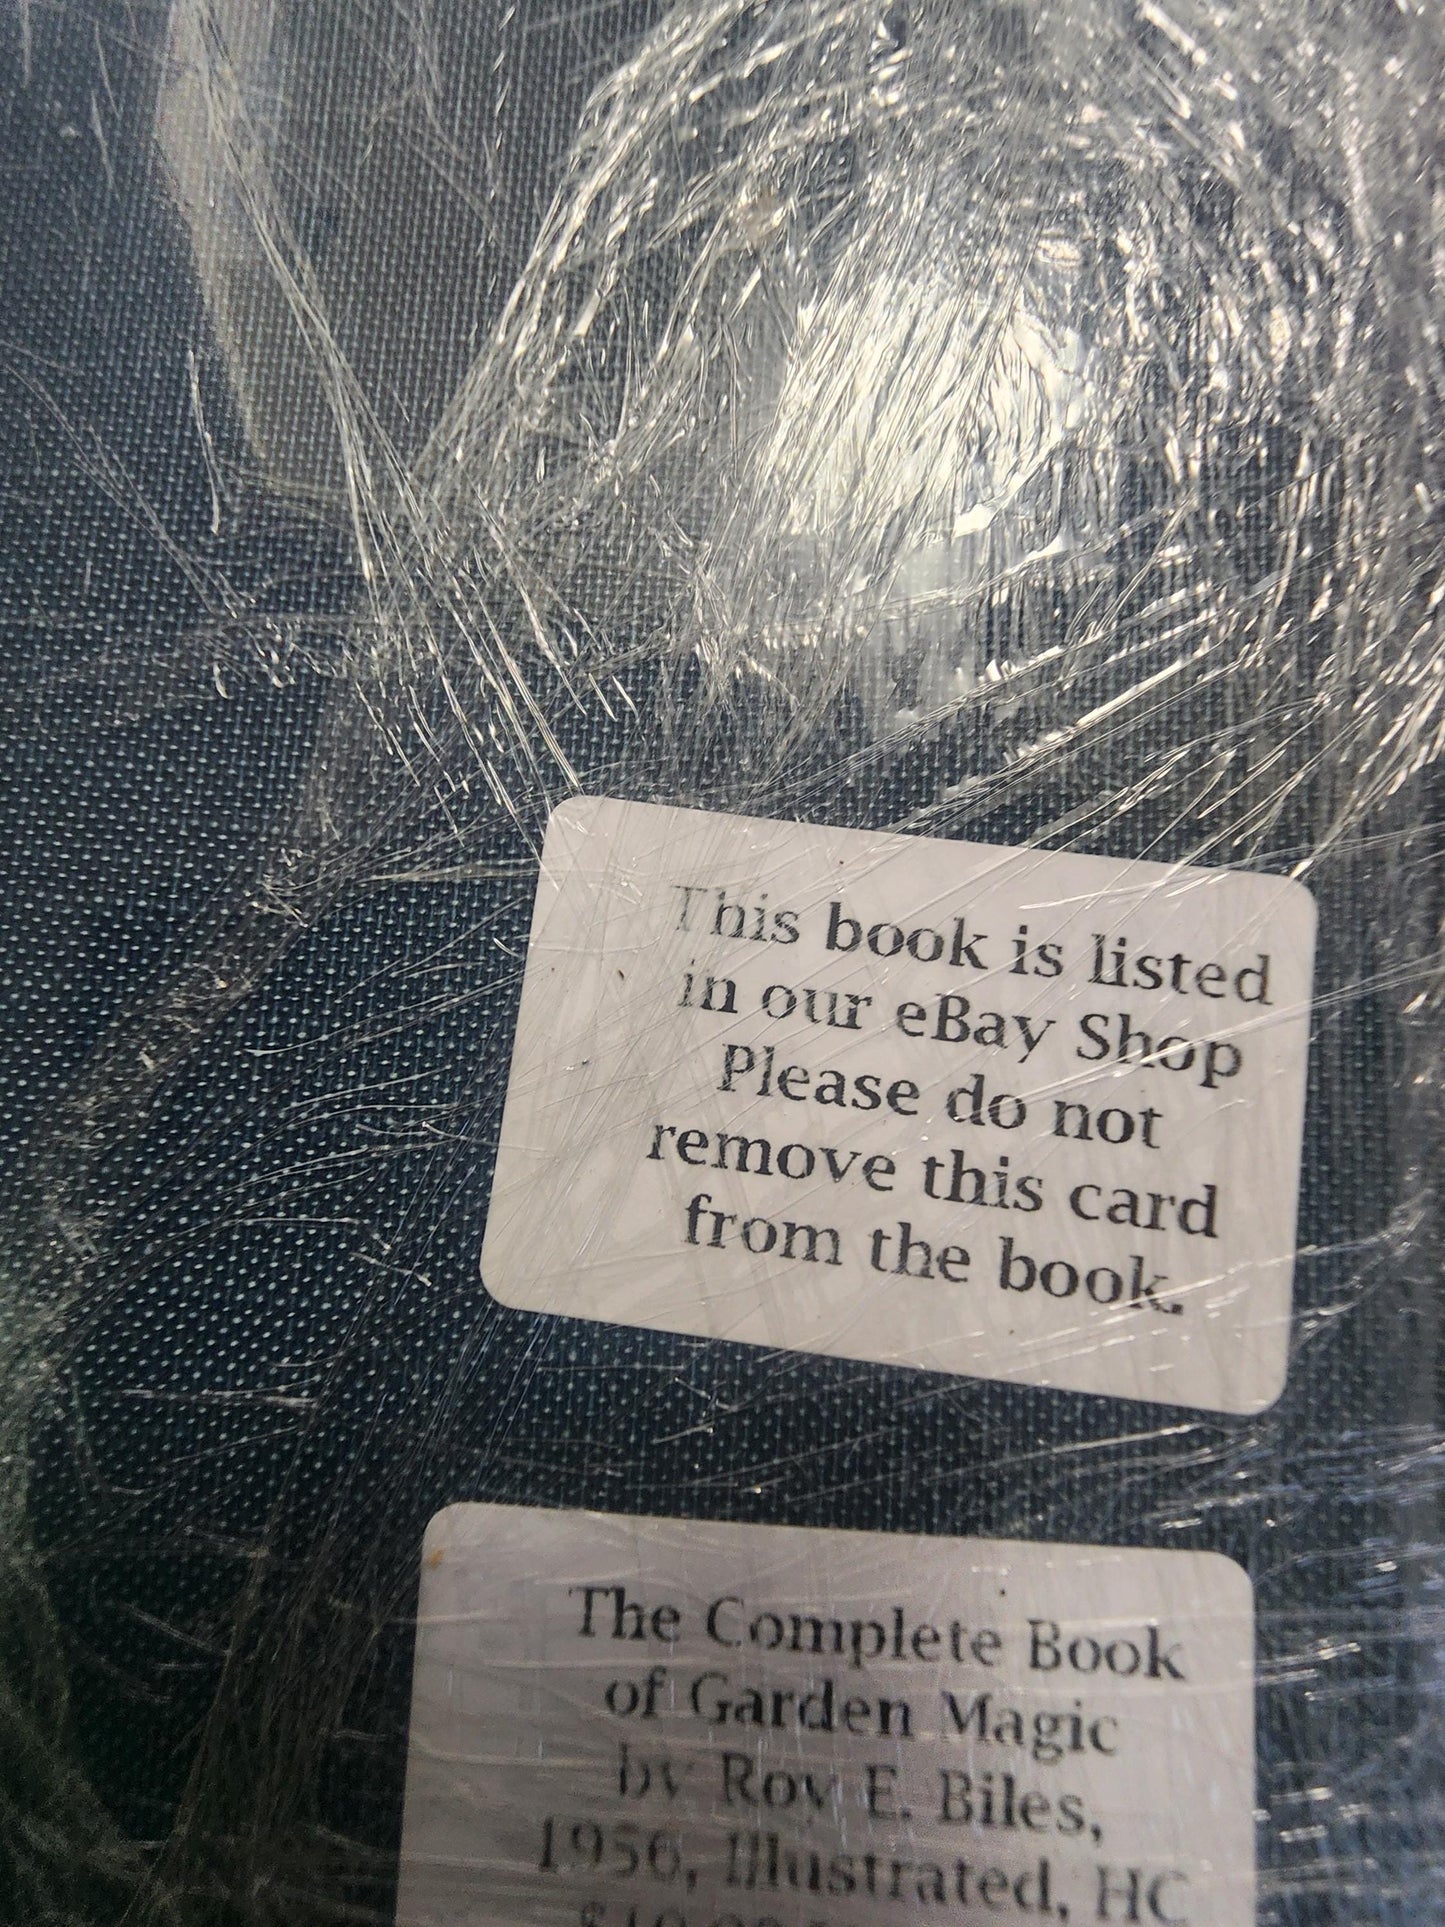 This book is listed
in our eBay Shop
Please do not
remove this card
from the book.
The Complete Book
of Garden Magic
by Roy E. Biles,
1956, Illustrated, HC